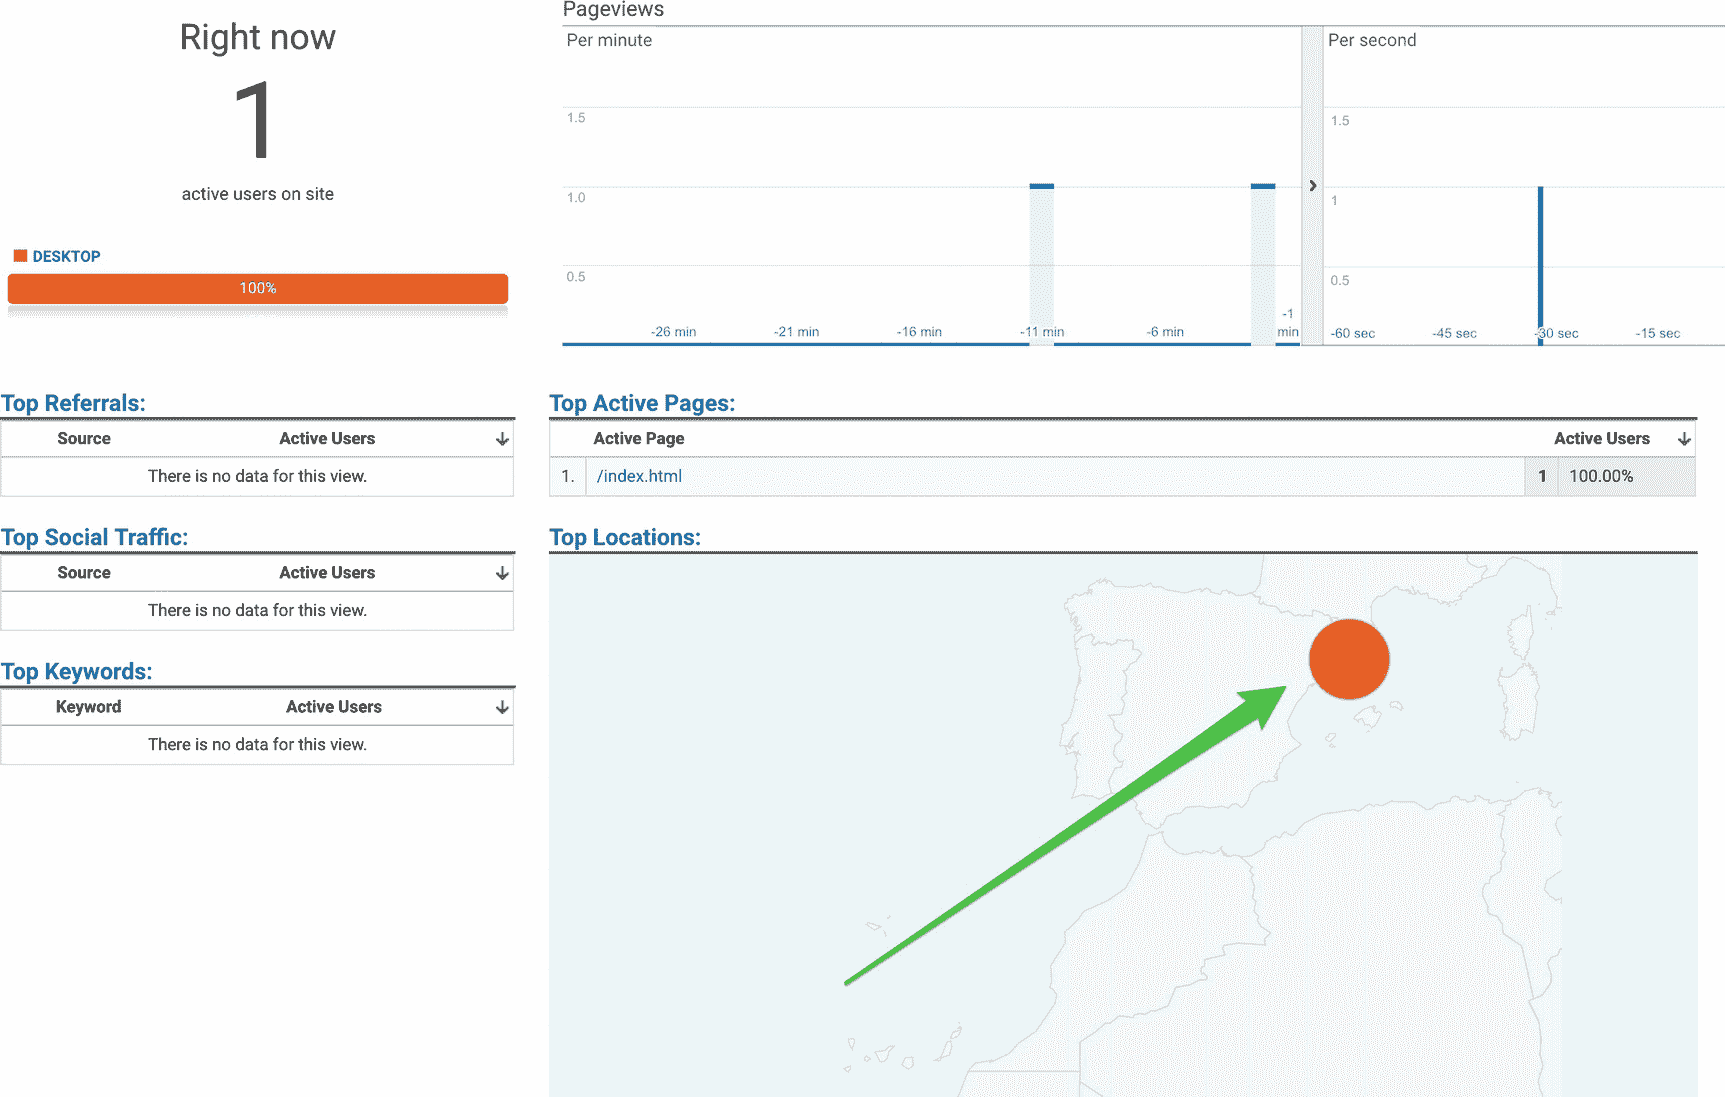 Right now
1
active users on site
DESKTOP
100%
Pageviews
Per minute
1.5
1.0
0.5
-26 min
-21 min
-16 min
-11 min
-6 min
-1
min
Per second
1.5
1
0.5
-60 sec
-45 sec
-30 sec
-15 sec
Top Referrals:
Source Active Users
There is no data for this view.
Top Active Pages:
Active Page Active Users
1. /index.html 1 100.00%
Top Social Traffic:
Source Active Users
There is no data for this view.
Top Keywords:
Keyword Active Users
There is no data for this view.
Top Locations: